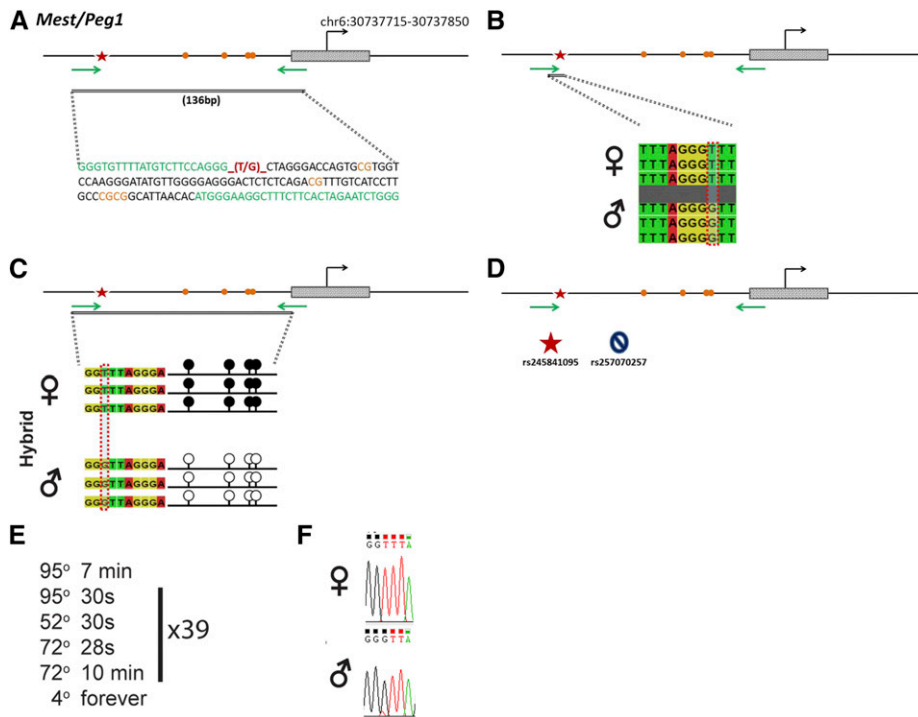 A Mest/Peg1 chr6:30737715-30737850
(136bp)
GGGTGTTTTATGTCTTCCAGGG_(T/G)_CTAGGGACCAGTGCGTGGT
CCAAGGGATATGTTGGGGAGGGACTCTCTCAGACGTTTGTCATCCTT
GCCCGCGGCATTAACACATGGGAAGGCTTTCTTCACTAGAATCTGGG
B
♀
TTTAGGGTTT
TTTAGGGTTT
TTTAGGGTTT
♂
TTTAGGGGTT
TTTAGGGGTT
TTTAGGGGTT
C
Hybrid
♀
GGTTTAGGGA
GGTTTAGGGA
GGTTTAGGGA
♂
GGGTTAGGGA
GGGTTAGGGA
GGGTTAGGGA
D
rs245841095 rs257070257
E
95° 7 min
95° 30s
52° 30s
72° 28s
72° 10 min
4° forever
x39
F
♀
GGTTTA
♂
GGGTTA